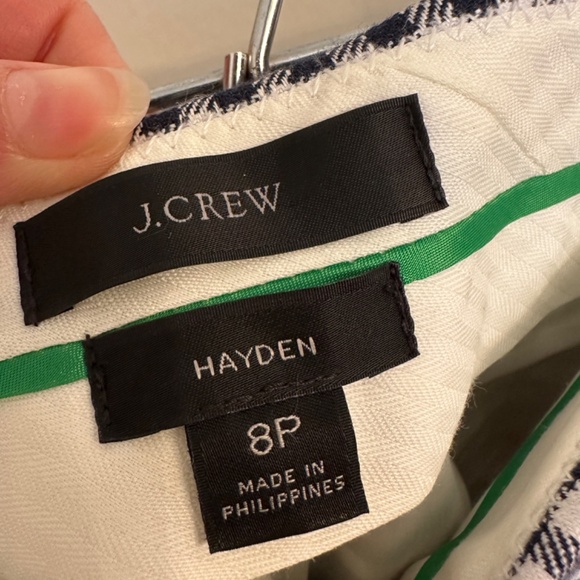 J.CREW
HAYDEN
8P
MADE IN
PHILIPPINES